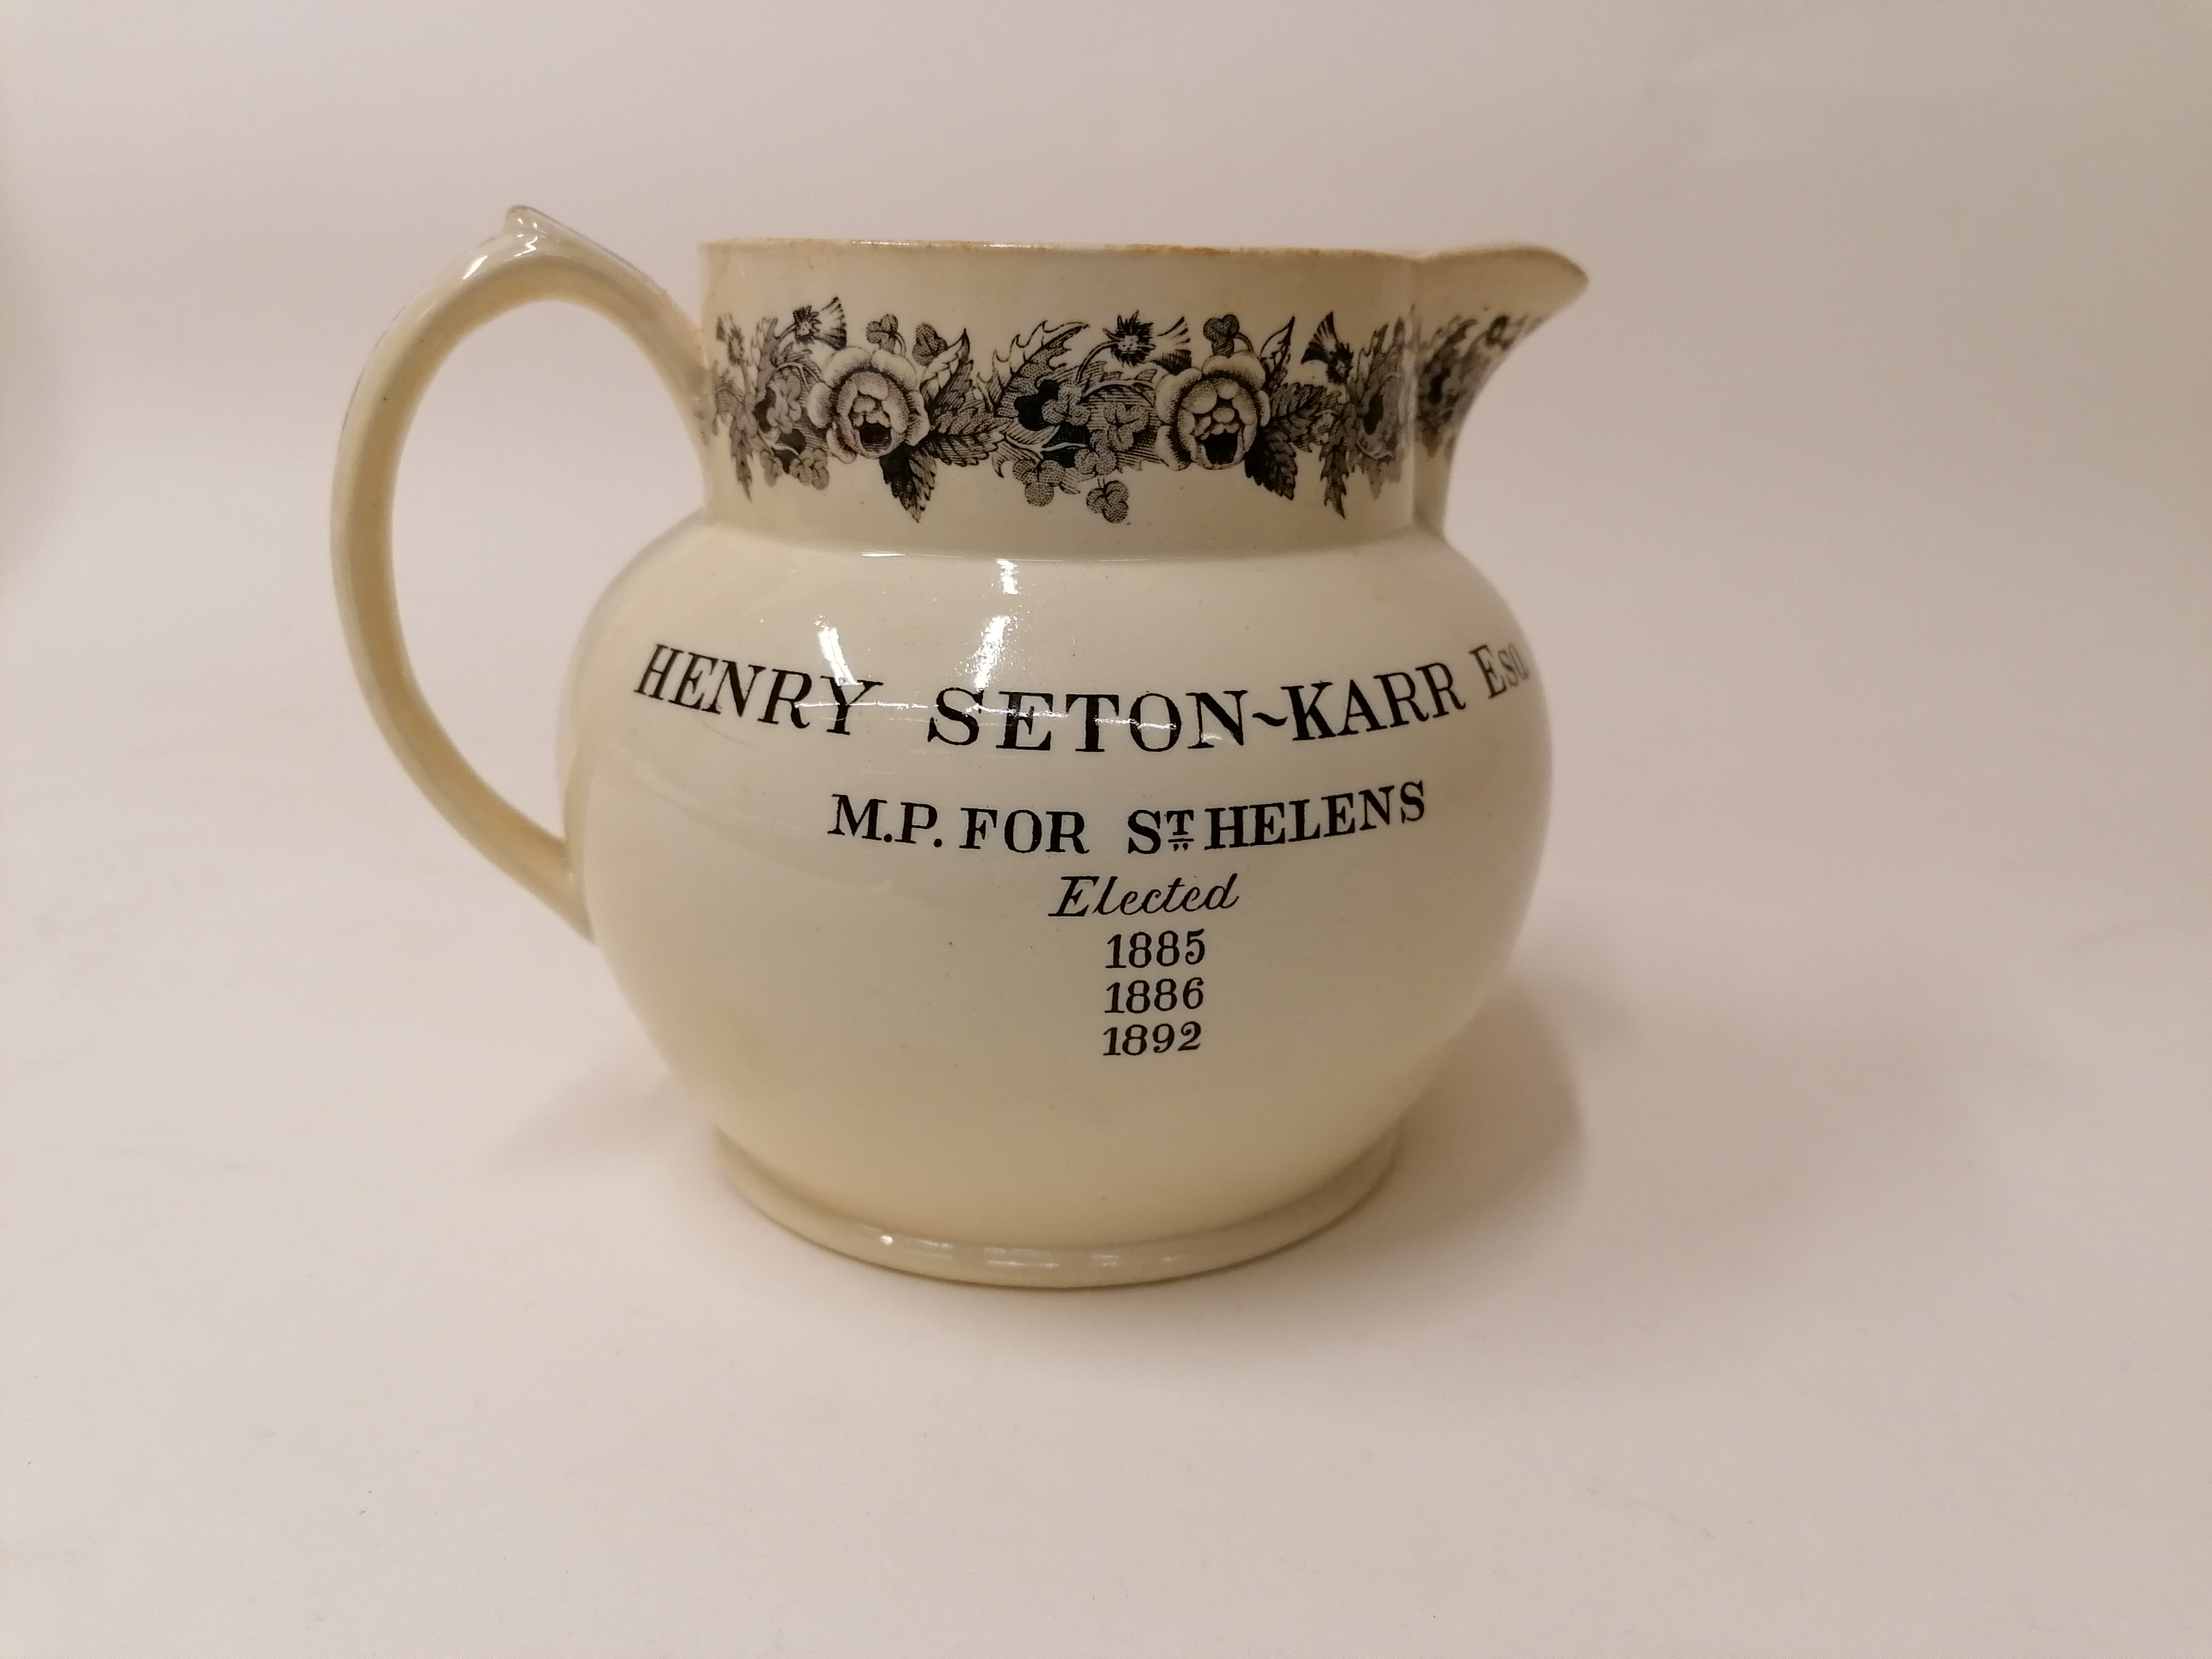 HENRY SETON~KARR ESQ.
M.P. FOR ST HELENS
Elected
1885
1886
1892